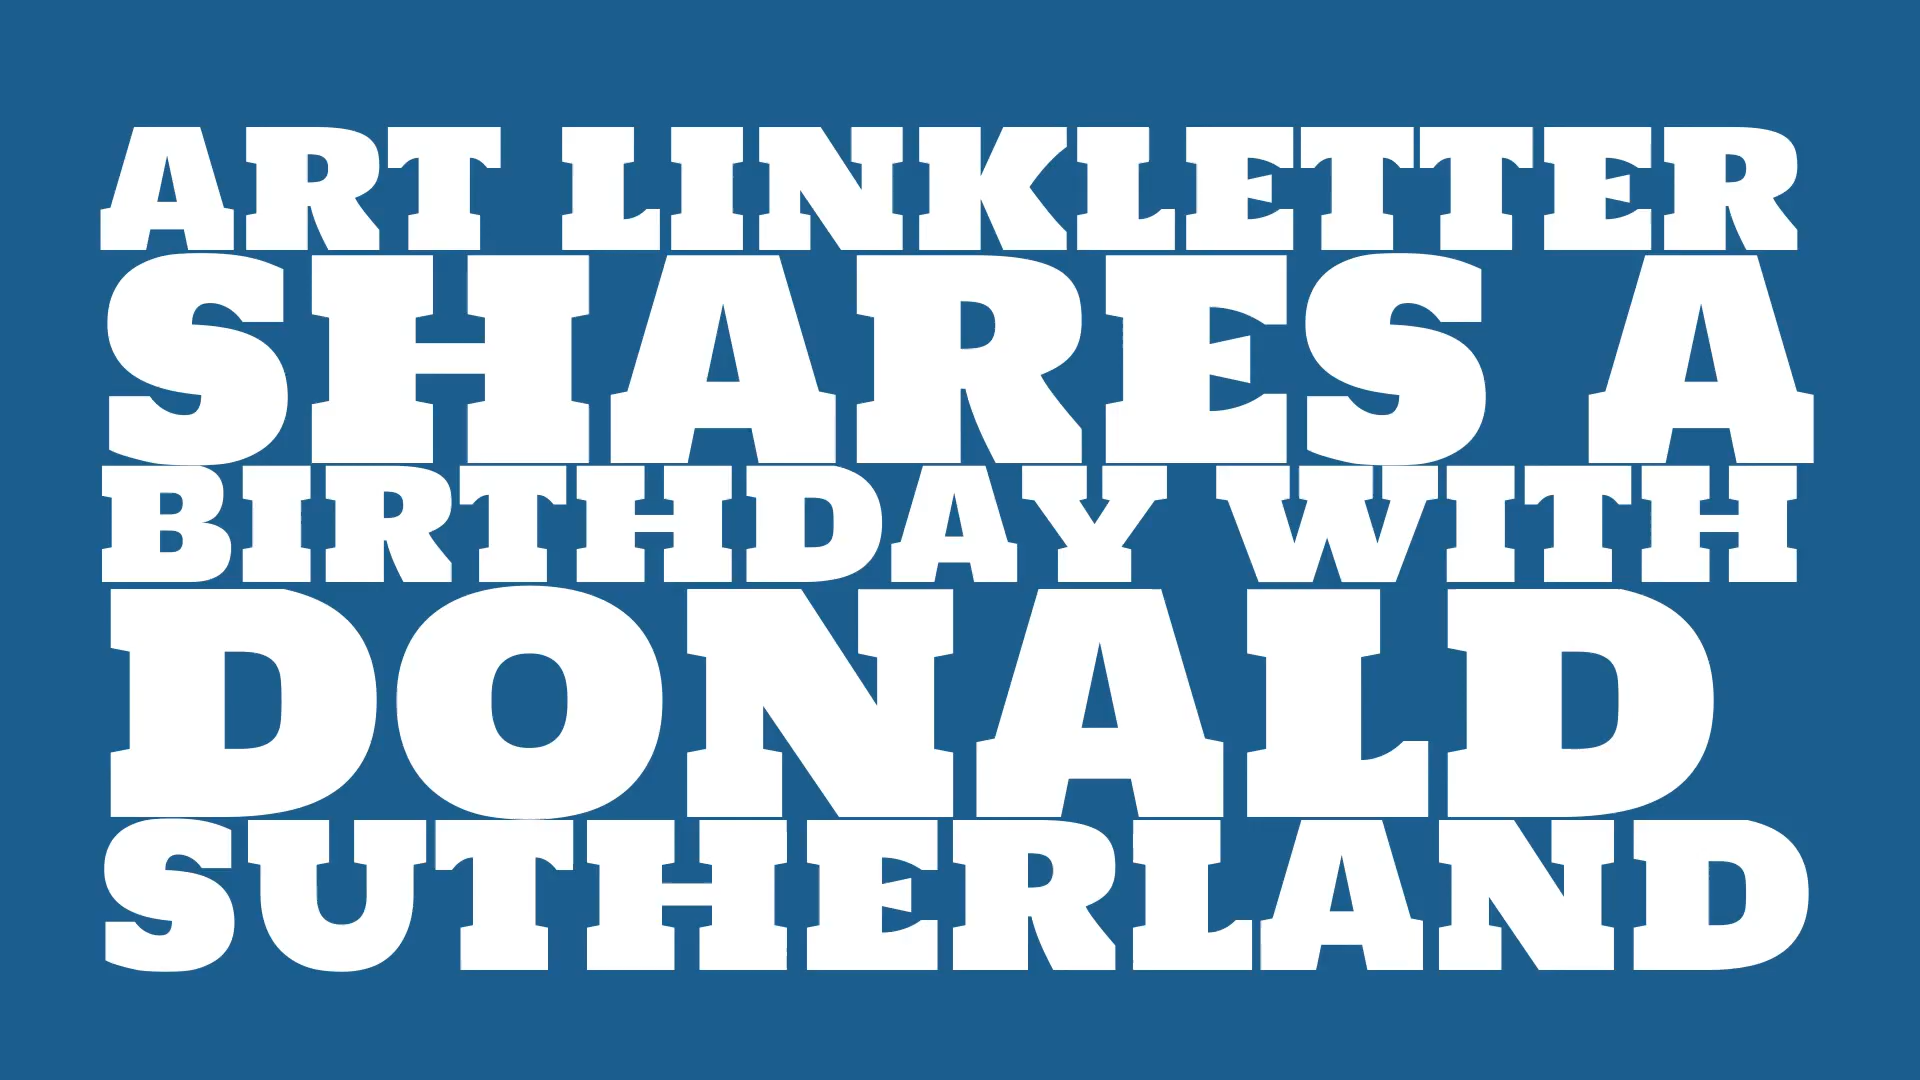 ART LINKLETTER
SHARES A
BIRTHDAY WITH
DONALD
SUTHERLAND